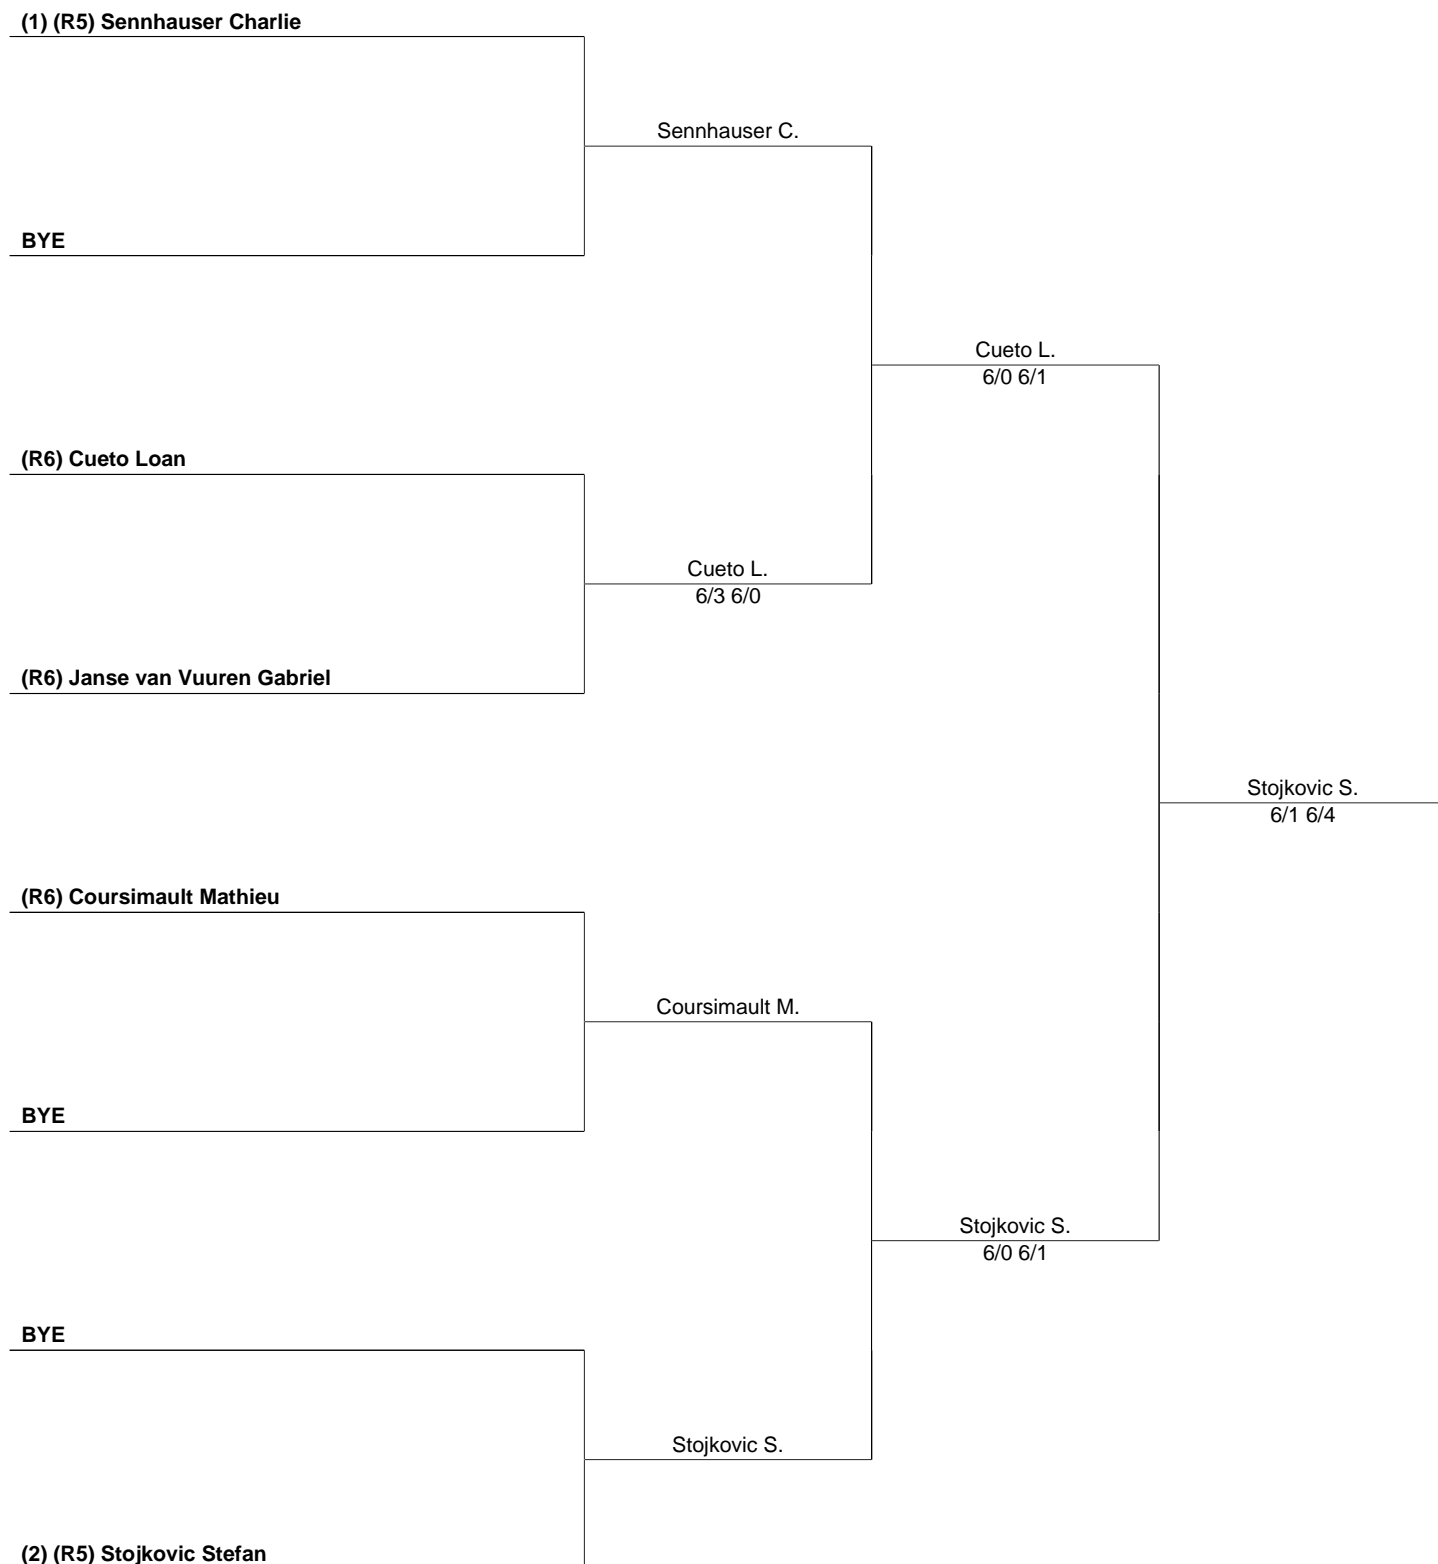 (1) (R5) Sennhauser Charlie
Sennhauser C.
BYE
Cueto L.
6/0 6/1
(R6) Cueto Loan
Cueto L.
6/3 6/0
(R6) Janse van Vuuren Gabriel
Stojkovic S.
6/1 6/4
(R6) Coursimault Mathieu
Coursimault M.
BYE
Stojkovic S.
6/0 6/1
BYE
Stojkovic S.
(2) (R5) Stojkovic Stefan